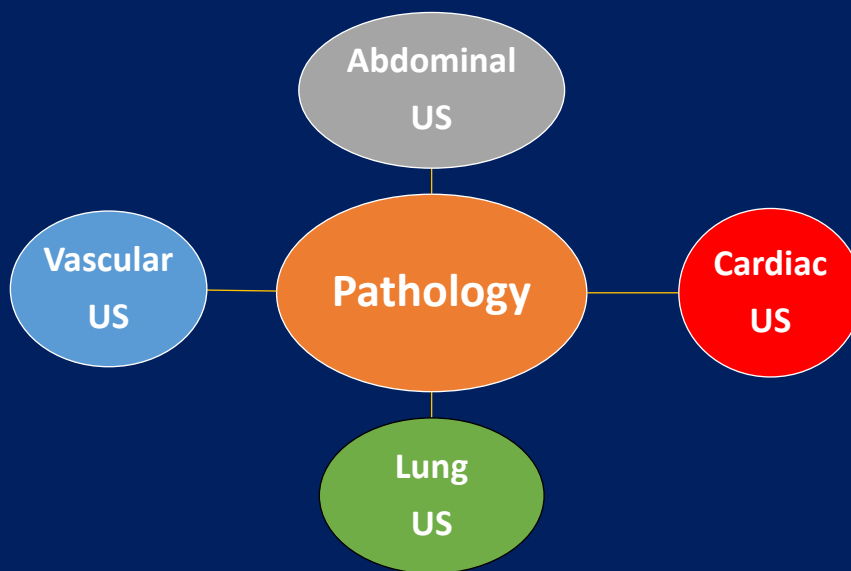 Abdominal
US
Vascular
US
Pathology
Cardiac
US
Lung
US